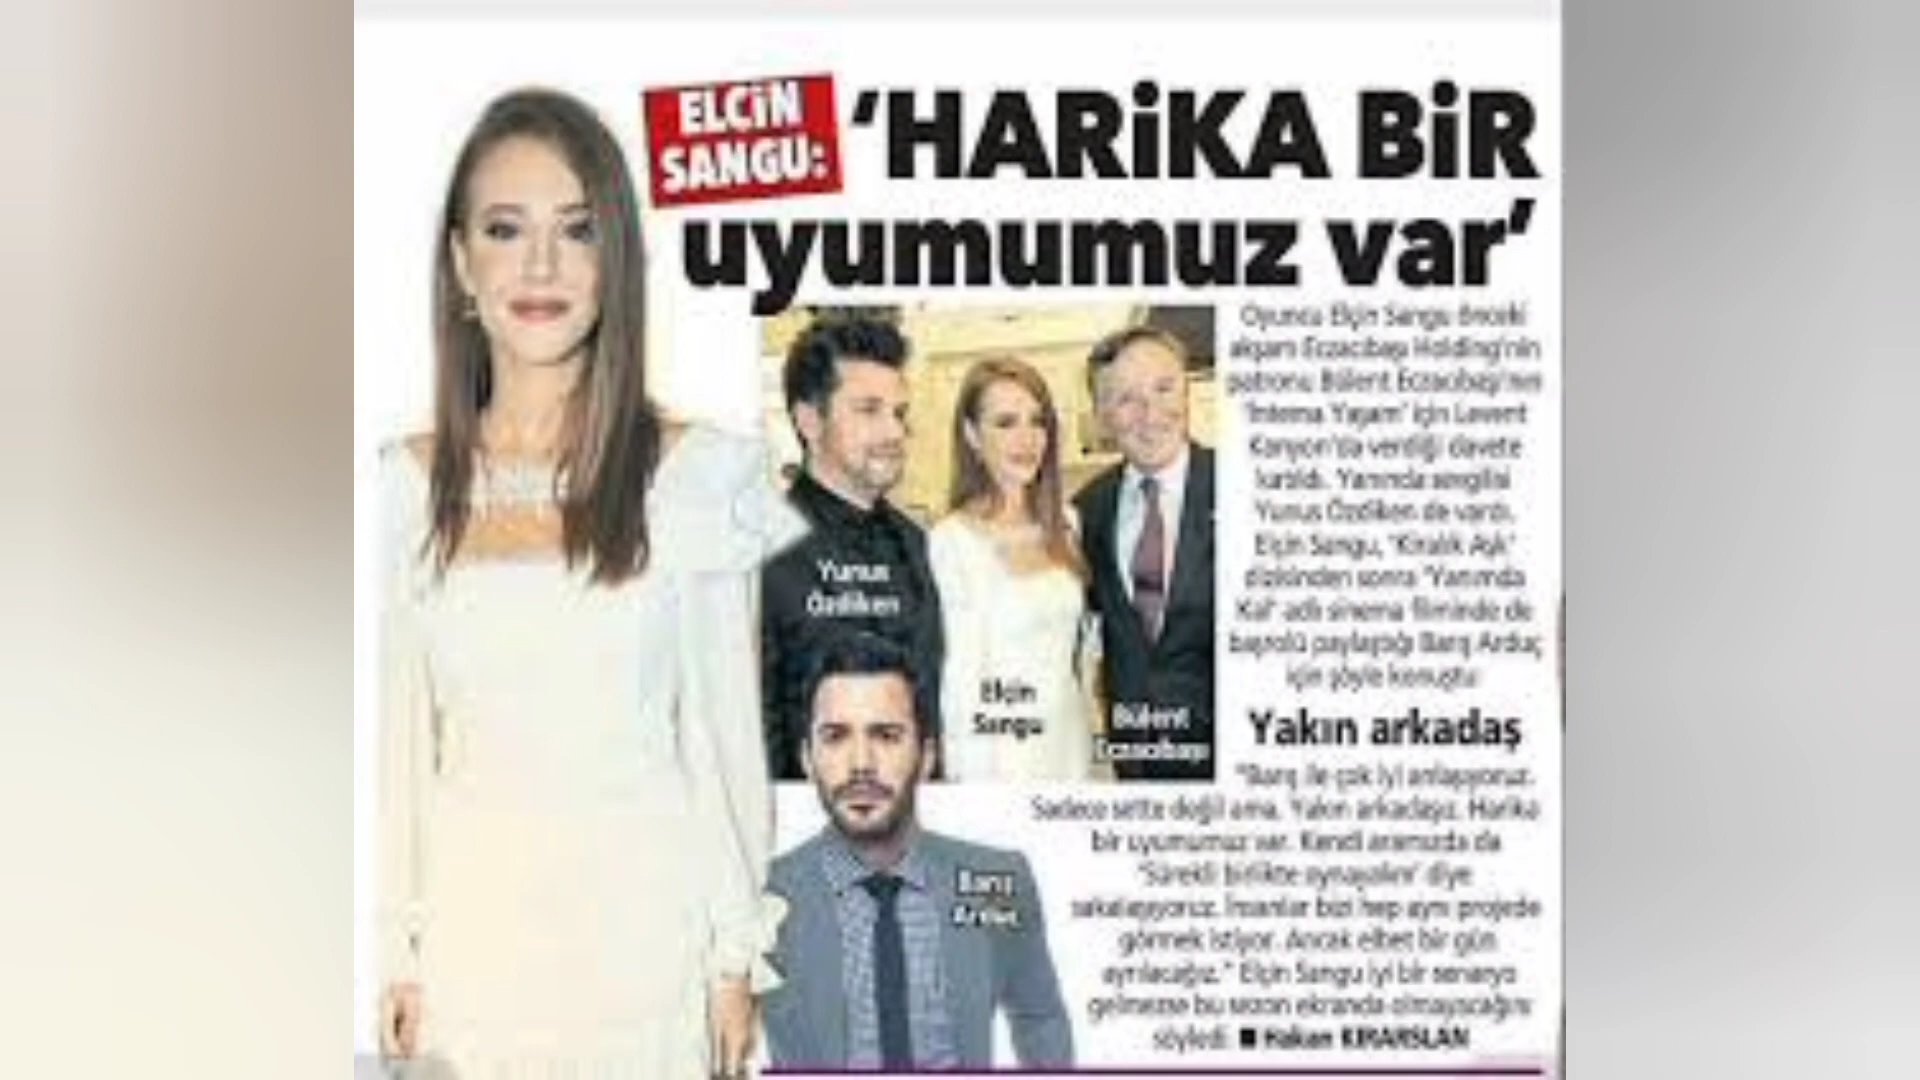 ELÇİN
SANGU:
'HARİKA BİR
uyumumuz var'
Oyuncu Elçin Sangu önceki
akşam Eczacıbaşı Holding'nin
patronu Bülent Eczacıbaşı'nın
'İntema Yaşam' için Levent
Kanyon'da verdiği davete
katıldı. Yanında sevgilisi
Yunus Özdiken de vardı.
Elçin Sangu, "Kiralık Aşk"
dizisinden sonra "Yanımda
Kal" adlı sinema filminde de
başrolü paylaştığı Barış Arduç
için şöyle konuştu:
Yakın arkadaş
"Barış ile çok iyi anlaşıyoruz.
Sadece sette değil ama. Yakın arkadaşız. Harika
bir uyumumuz var. Kendi aramızda da
'Sürekli birlikte oynayalım' diye
şakalaşıyoruz. İnsanlar bizi hep aynı projede
görmek istiyor. Ancak elbet bir gün
ayrılacağız." Elçin Sangu iyi bir senaryo
gelmezse bu sezon ekranda olmayacağını
söyledi. ■ Hakan KIRARSLAN
Yunus
Özdiken
Elçin
Sangu
Bülent
Eczacıbaşı
Barış
Arduç